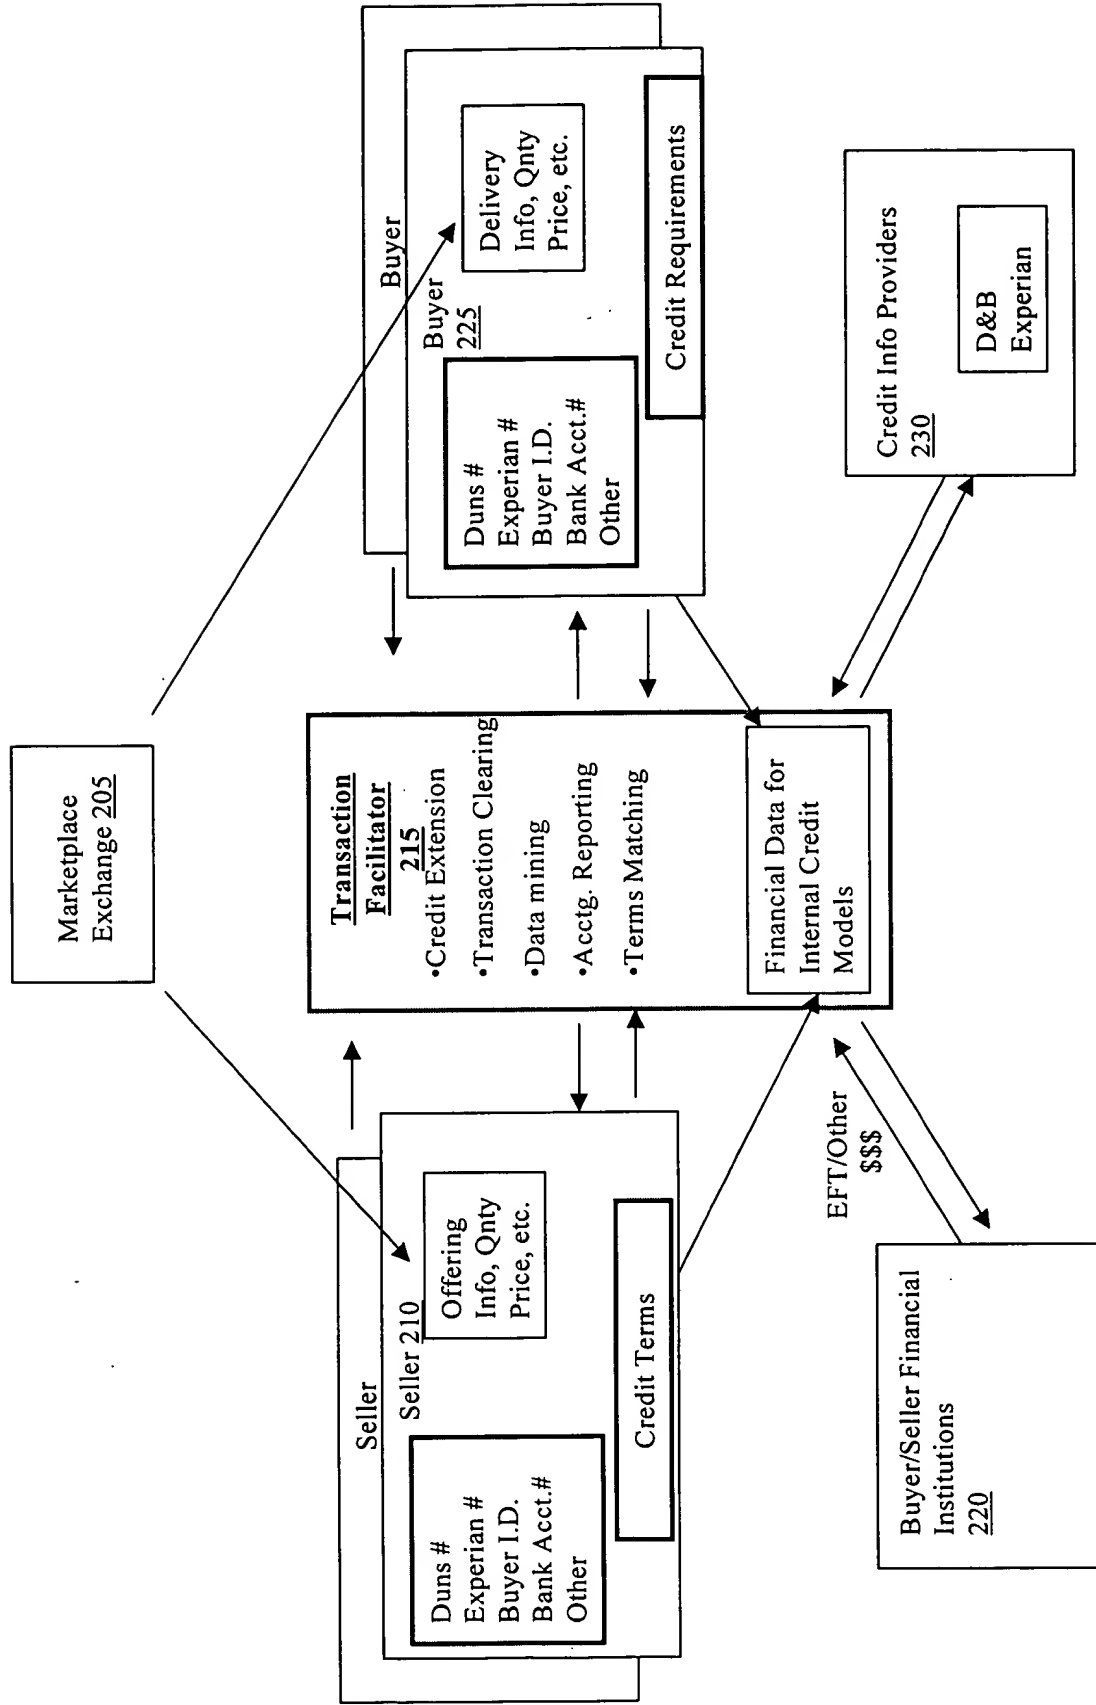 Marketplace
Exchange 205
Seller
Seller 210
Duns #
Experian #
Buyer I.D.
Bank Acct.#
Other
Offering
Info, Qnty
Price, etc.
Credit Terms
Transaction
Facilitator
215
•Credit Extension
•Transaction Clearing
•Data mining
•Acctg. Reporting
•Terms Matching
Financial Data for
Internal Credit
Models
Buyer
Buyer
225
Duns #
Experian #
Buyer I.D.
Bank Acct.#
Other
Delivery
Info, Qnty
Price, etc.
Credit Requirements
EFT/Other
$$$
Buyer/Seller Financial
Institutions
220
Credit Info Providers
230
D&B
Experian